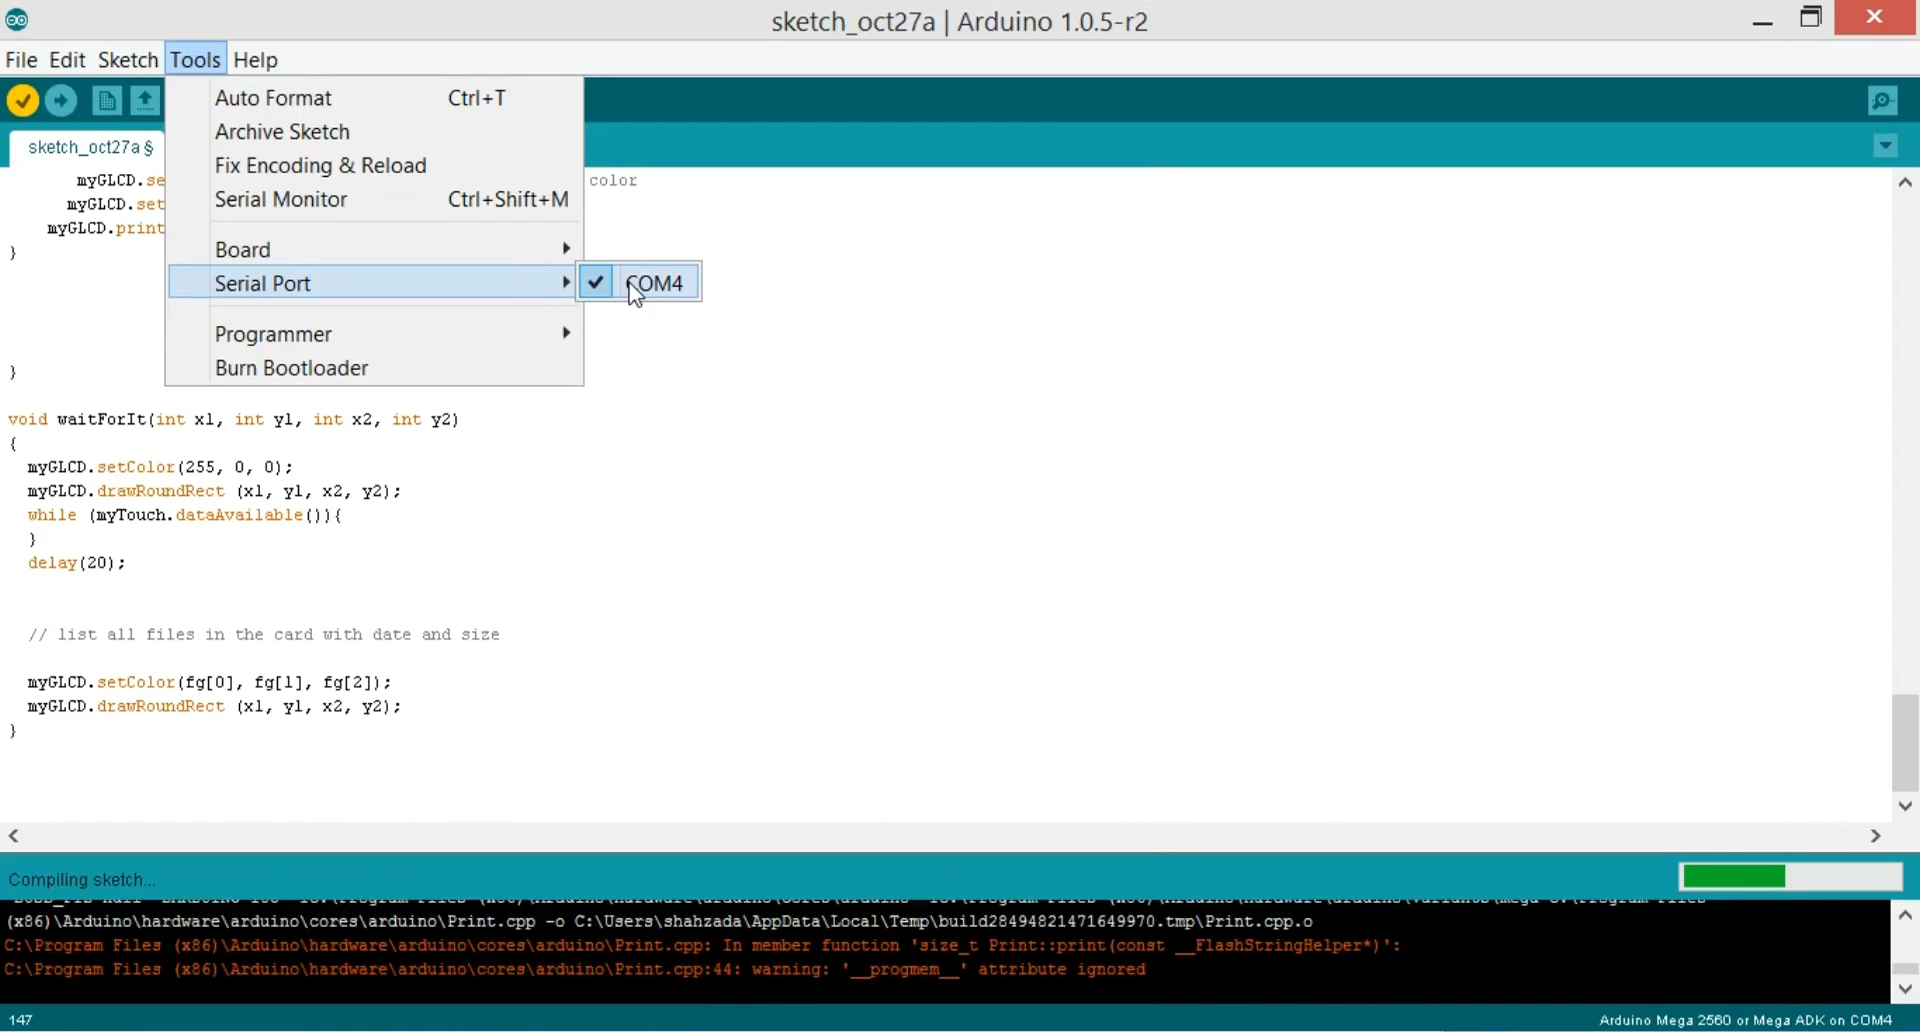 sketch_oct27a | Arduino 1.0.5-r2
File Edit Sketch Tools Help
Auto Format Ctrl+T
Archive Sketch
Fix Encoding & Reload
Serial Monitor Ctrl+Shift+M
Board
Serial Port
COM4
Programmer
Burn Bootloader
sketch_oct27a §
myGLCD.se color
myGLCD.set
myGLCD.print
}
}
void waitForIt(int x1, int y1, int x2, int y2)
{
myGLCD.setColor(255, 0, 0);
myGLCD.drawRoundRect (x1, y1, x2, y2);
while (myTouch.dataAvailable()){
}
delay(20);
// list all files in the card with date and size
myGLCD.setColor(fg[0], fg[1], fg[2]);
myGLCD.drawRoundRect (x1, y1, x2, y2);
}
Compiling sketch...
(x86)\Arduino\hardware\arduino\cores\arduino\Print.cpp -o C:\Users\shahzada\AppData\Local\Temp\build28494821471649970.tmp\Print.cpp.o
C:\Program Files (x86)\Arduino\hardware\arduino\cores\arduino\Print.cpp: In member function 'size_t Print::print(const __FlashStringHelper*)':
C:\Program Files (x86)\Arduino\hardware\arduino\cores\arduino\Print.cpp:44: warning: '__progmem__' attribute ignored
147
Arduino Mega 2560 or Mega ADK on COM4